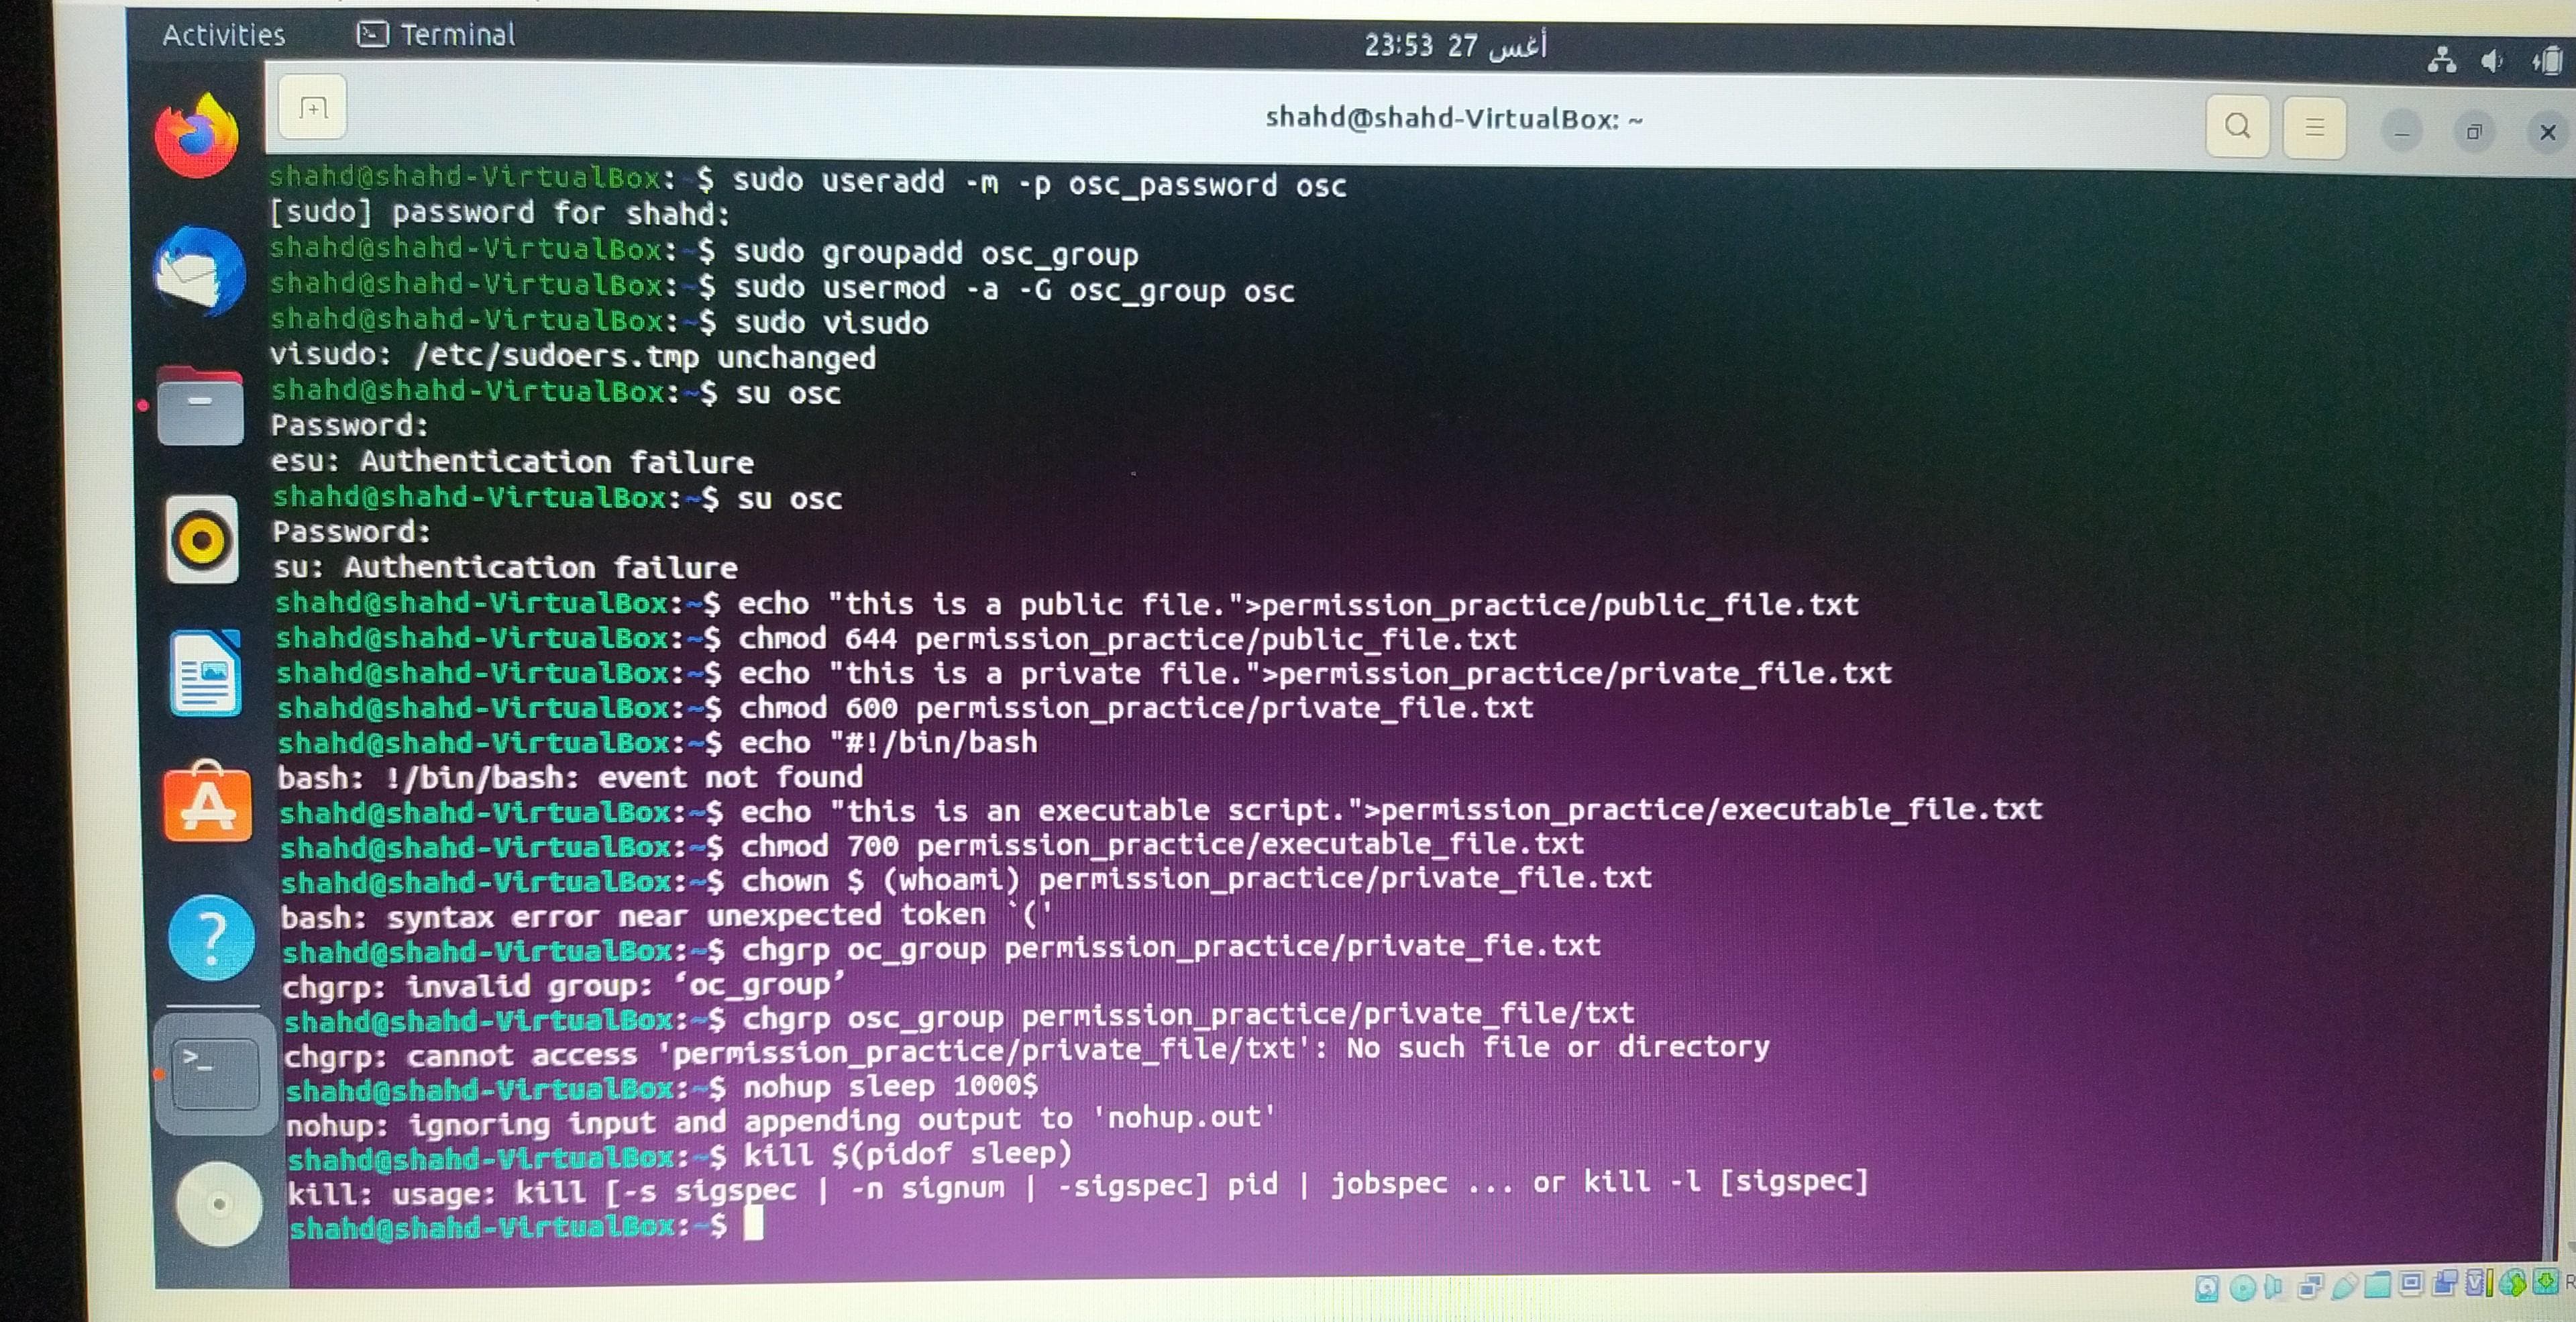 Activities
Terminal
23:53 27 أغس
shahd@shahd-VirtualBox: ~
shahd@shahd-VirtualBox:~$ sudo useradd -m -p osc_password osc
[sudo] password for shahd:
shahd@shahd-VirtualBox:~$ sudo groupadd osc_group
shahd@shahd-VirtualBox:~$ sudo usermod -a -G osc_group osc
shahd@shahd-VirtualBox:~$ sudo visudo
visudo: /etc/sudoers.tmp unchanged
shahd@shahd-VirtualBox:~$ su osc
Password:
esu: Authentication failure
shahd@shahd-VirtualBox:~$ su osc
Password:
su: Authentication failure
shahd@shahd-VirtualBox:~$ echo "this is a public file.">permission_practice/public_file.txt
shahd@shahd-VirtualBox:~$ chmod 644 permission_practice/public_file.txt
shahd@shahd-VirtualBox:~$ echo "this is a private file.">permission_practice/private_file.txt
shahd@shahd-VirtualBox:~$ chmod 600 permission_practice/private_file.txt
shahd@shahd-VirtualBox:~$ echo "#!/bin/bash
bash: !/bin/bash: event not found
shahd@shahd-VirtualBox:~$ echo "this is an executable script.">permission_practice/executable_file.txt
shahd@shahd-VirtualBox:~$ chmod 700 permission_practice/executable_file.txt
shahd@shahd-VirtualBox:~$ chown $ (whoami) permission_practice/private_file.txt
bash: syntax error near unexpected token `('
shahd@shahd-VirtualBox:~$ chgrp oc_group permission_practice/private_fie.txt
chgrp: invalid group: ‘oc_group’
shahd@shahd-VirtualBox:~$ chgrp osc_group permission_practice/private_file/txt
chgrp: cannot access 'permission_practice/private_file/txt': No such file or directory
shahd@shahd-VirtualBox:~$ nohup sleep 1000$
nohup: ignoring input and appending output to 'nohup.out'
shahd@shahd-VirtualBox:~$ kill $(pidof sleep)
kill: usage: kill [-s sigspec | -n signum | -sigspec] pid | jobspec ... or kill -l [sigspec]
shahd@shahd-VirtualBox:~$